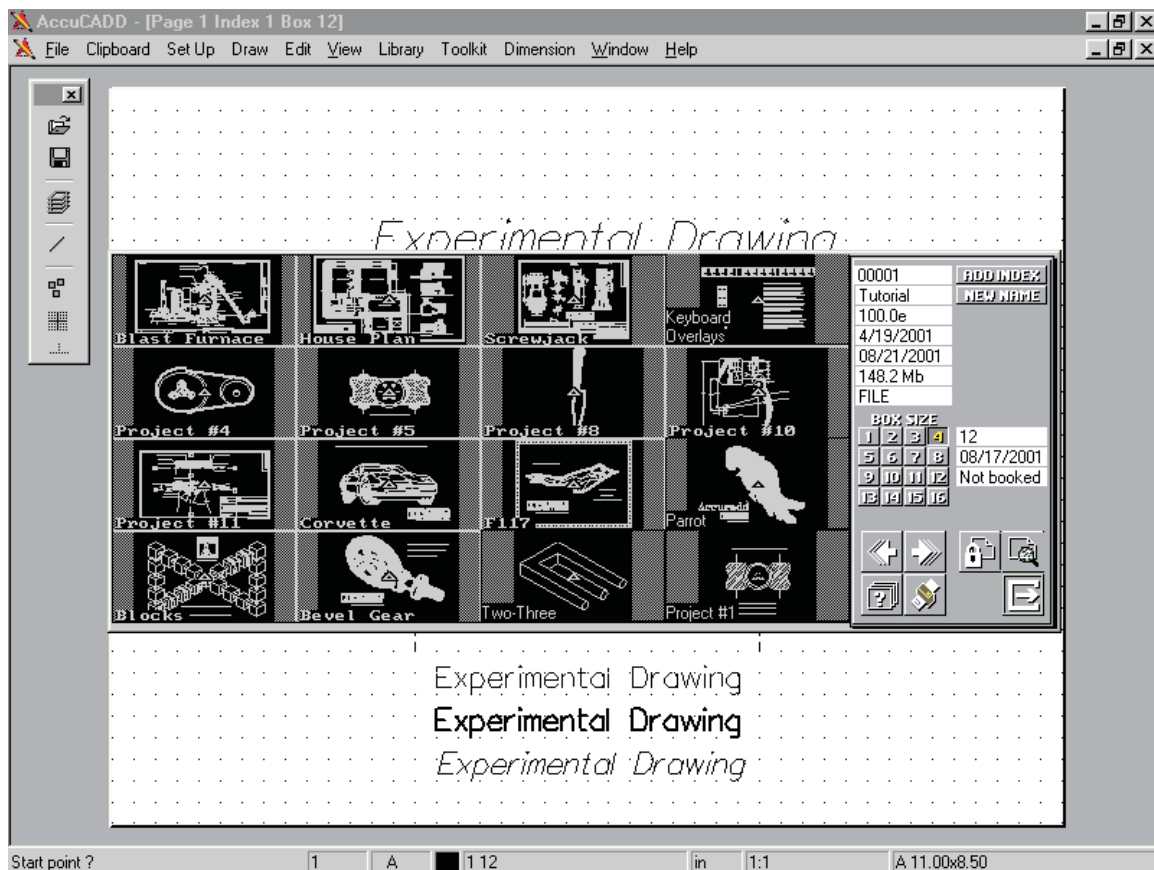 AccuCADD - [Page 1 Index 1 Box 12]
File Clipboard Set Up Draw Edit View Library Toolkit Dimension Window Help
Experimental Drawing
Blast Furnace
House Plan
Screwjack
Keyboard
Overlays
Project #4
Project #5
Project #8
Project #10
Project #11
Corvette
F117
Accucadd
Parrot
Blocks
Bevel Gear
Two-Three
Project #1
00001
ADD INDEX
Tutorial
NEW NAME
100.0e
4/19/2001
08/21/2001
148.2 Mb
FILE
BOX SIZE
1 2 3 4
5 6 7 8
9 10 11 12
13 14 15 16
12
08/17/2001
Not booked
Experimental Drawing
Experimental Drawing
Experimental Drawing
Start point ? 1 A 1 12 in 1:1 A 11.00x8.50